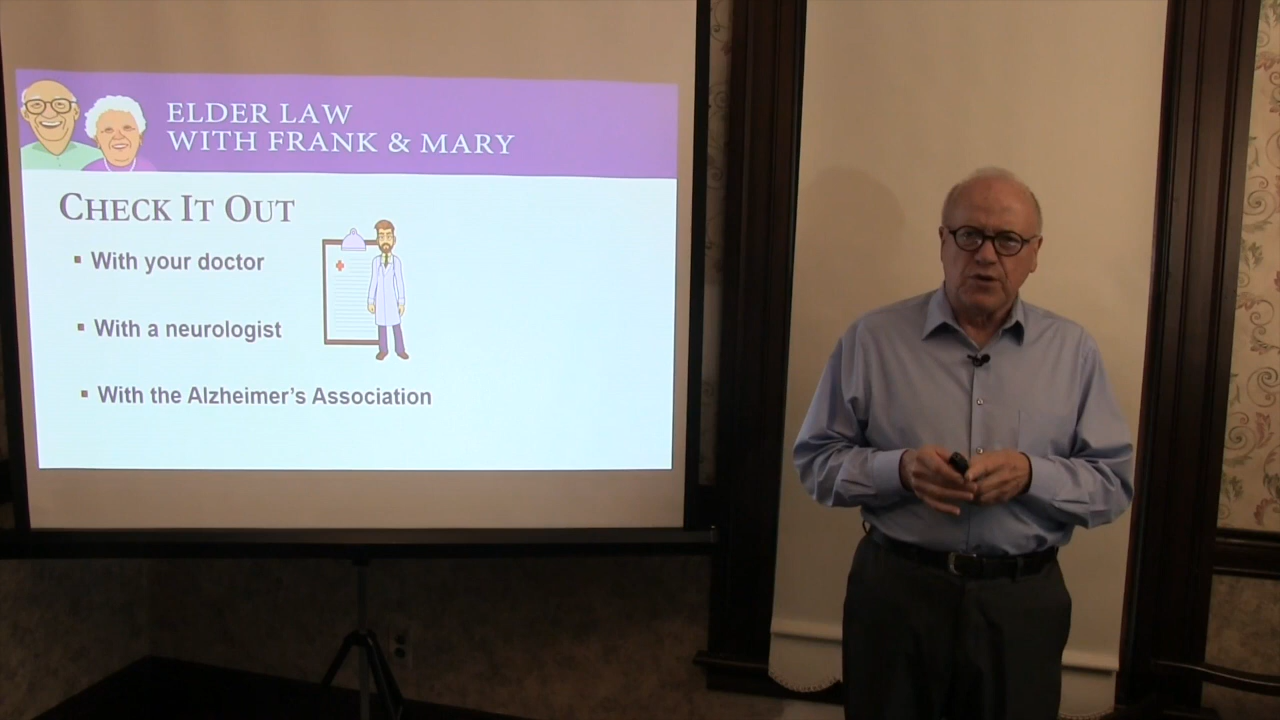 ELDER LAW
WITH FRANK & MARY
CHECK IT OUT
▪ With your doctor
▪ With a neurologist
▪ With the Alzheimer's Association